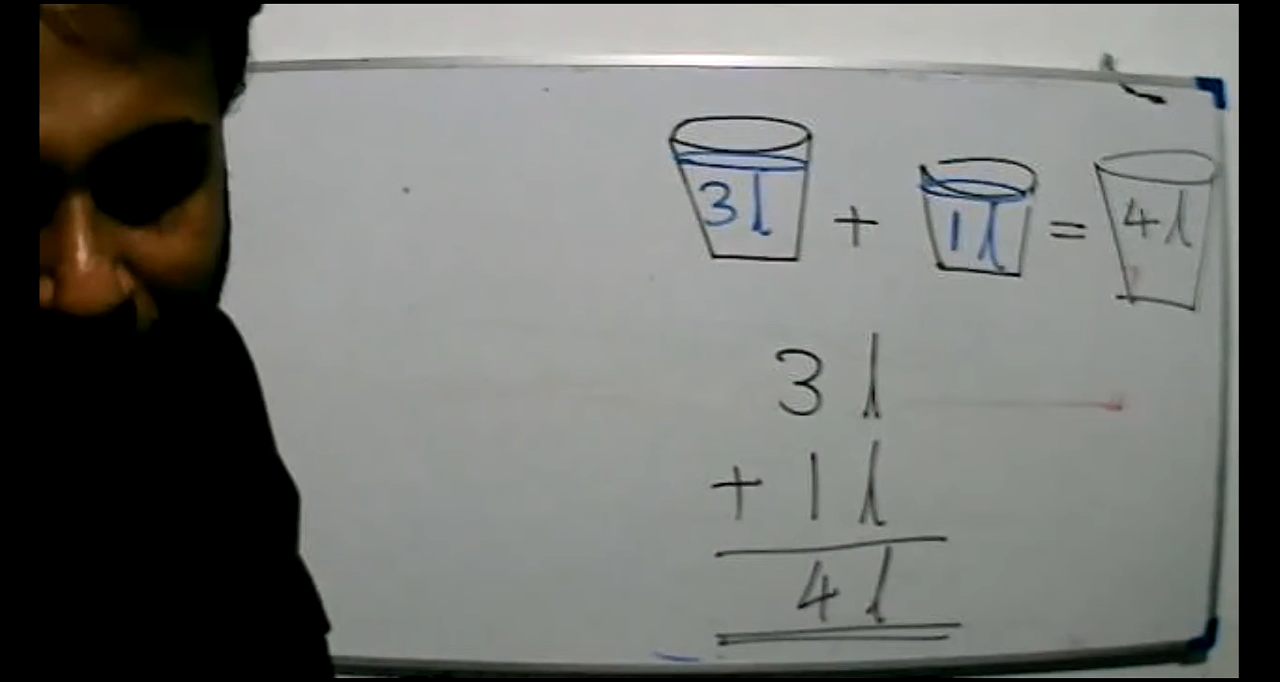 3l + 1l = 4l
3 l
+ 1 l
4 l